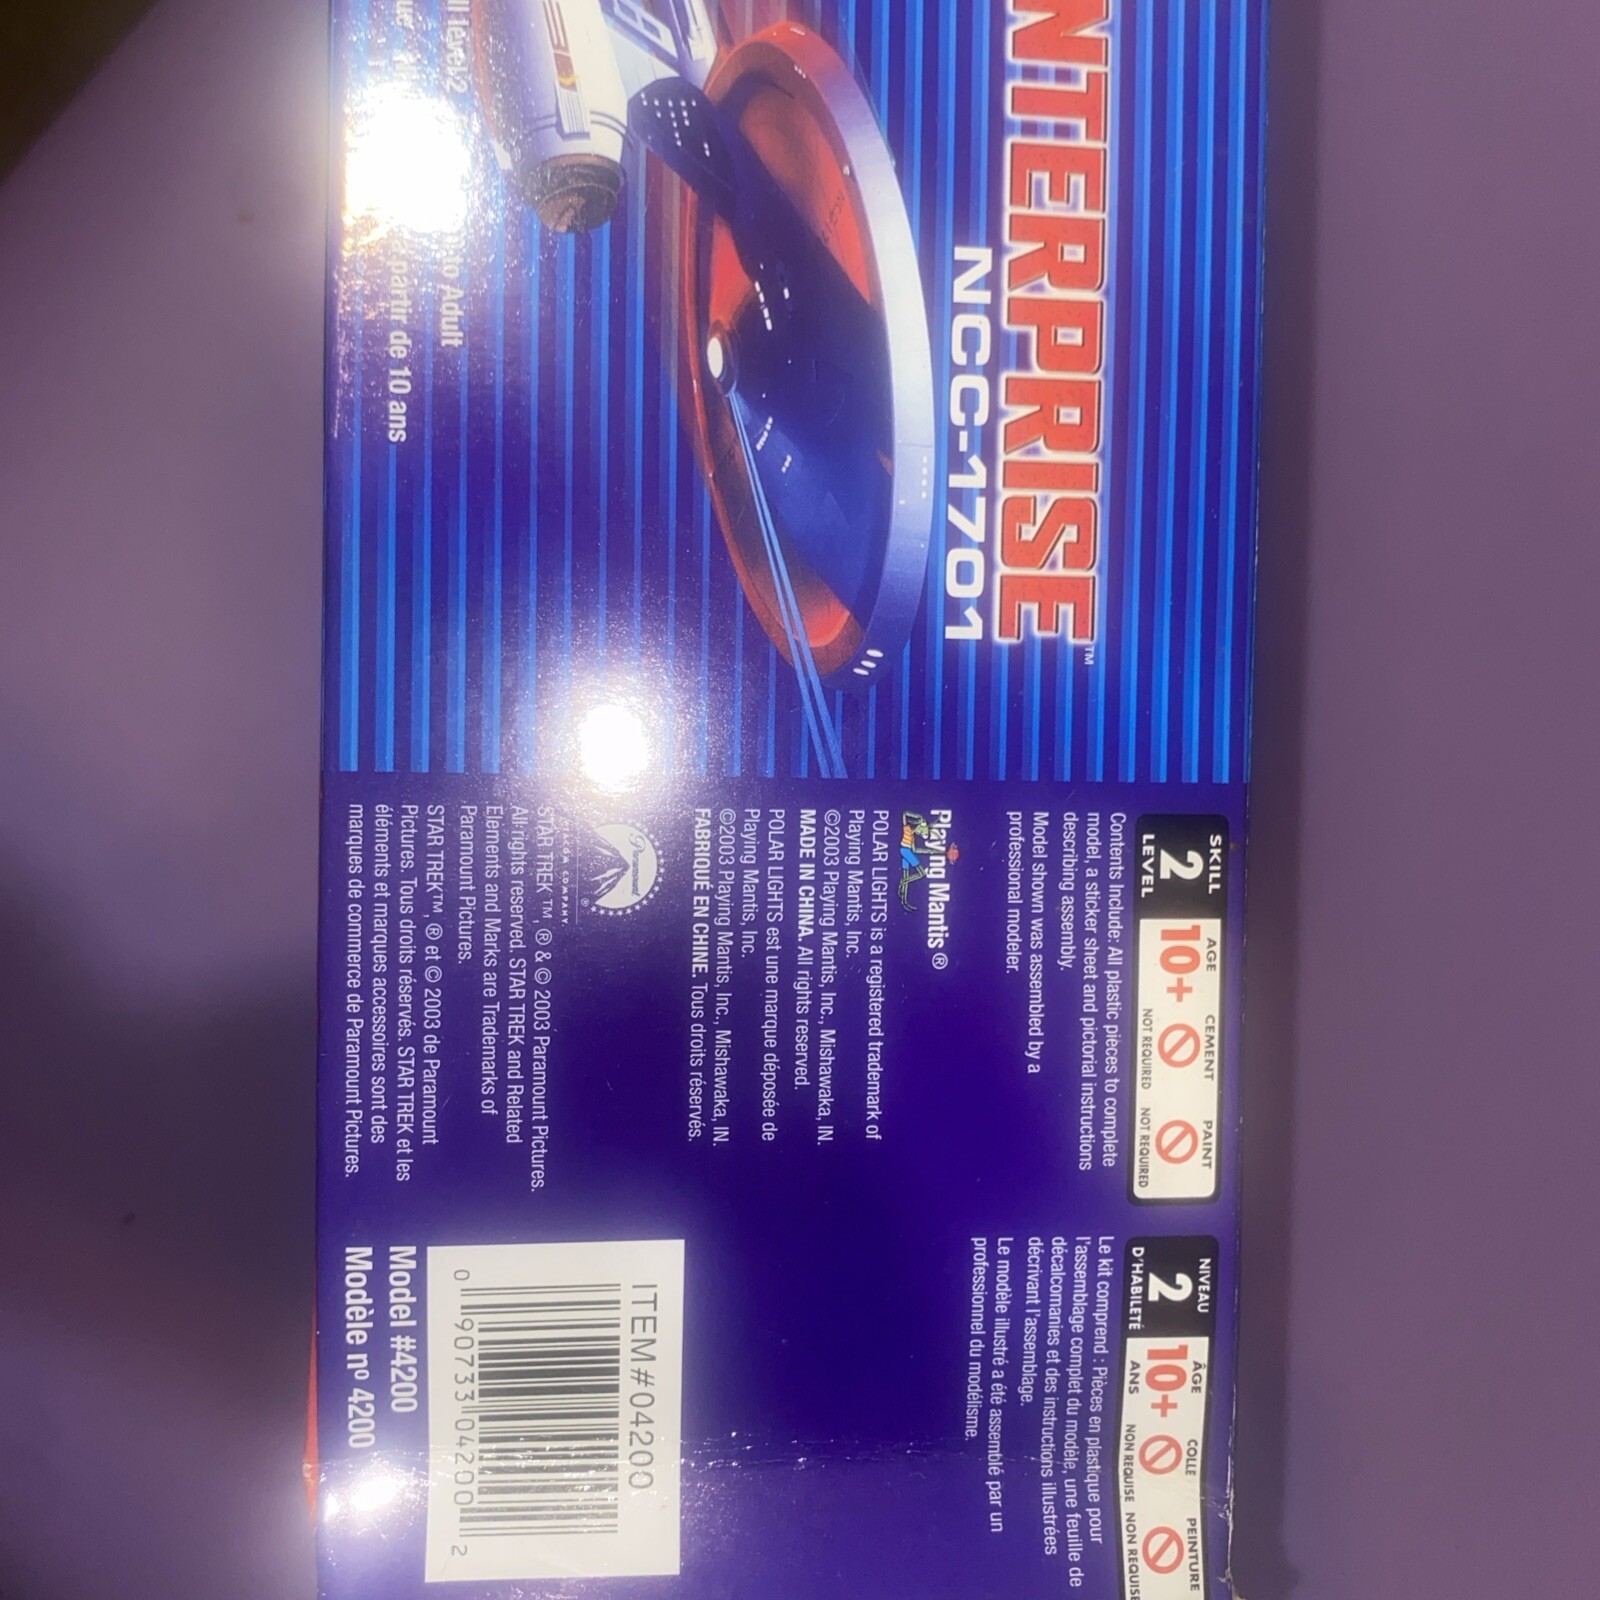 NTERPRISE™
NCC-1701
level 2
to Adult
partir de 10 ans
SKILL
2
LEVEL
AGE
10+
CEMENT
NOT REQUIRED
PAINT
NOT REQUIRED
Contents Include: All plastic pieces to complete
model, a sticker sheet and pictorial instructions
describing assembly.
Model shown was assembled by a
professional modeler.
Playing Mantis®
POLAR LIGHTS is a registered trademark of
Playing Mantis, Inc.
©2003 Playing Mantis, Inc., Mishawaka, IN.
MADE IN CHINA. All rights reserved.
POLAR LIGHTS est une marque déposée de
Playing Mantis, Inc.
©2003 Playing Mantis, Inc., Mishawaka, IN.
FABRIQUÉ EN CHINE. Tous droits réservés.
Paramount
COMPANY
STAR TREK ™, ® & © 2003 Paramount Pictures.
All rights reserved. STAR TREK and Related
Elements and Marks are Trademarks of
Paramount Pictures.
STAR TREK™, ® et © 2003 de Paramount
Pictures. Tous droits réservés. STAR TREK et les
éléments et marques accessoires sont des
marques de commerce de Paramount Pictures.
NIVEAU
2
D'HABILETÉ
ÂGE
10+
ANS
COLLE
NON REQUISE
PEINTURE
NON REQUISE
Le kit comprend : Pièces en plastique pour
l'assemblage complet du modèle, une feuille de
décalcomanies et des instructions illustrées
décrivant l'assemblage.
Le modèle illustré a été assemblé par un
professionnel du modélisme.
ITEM#04200
0 90733 04200 2
Model #4200
Modèle nº 4200